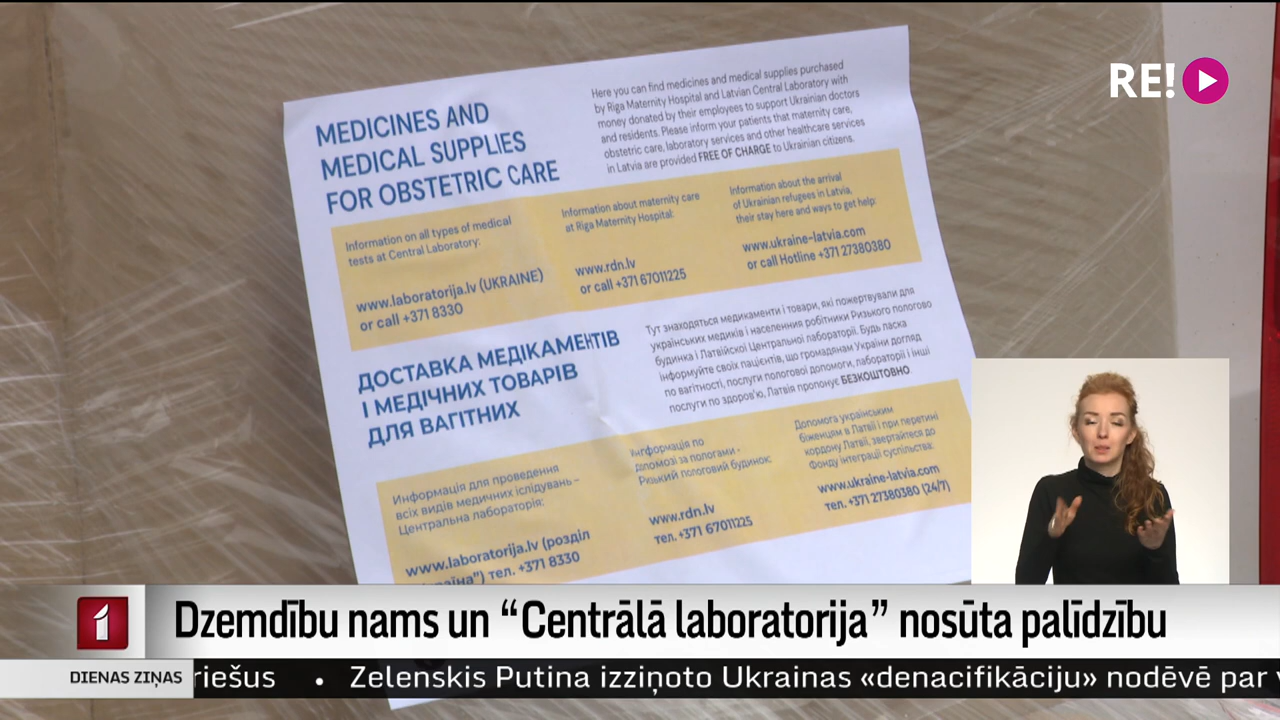 RE!
MEDICINES AND
MEDICAL SUPPLIES
FOR OBSTETRIC CARE
Here you can find medicines and medical supplies purchased
by Riga Maternity Hospital and Latvian Central Laboratory with
money donated by their employees to support Ukrainian doctors
and residents. Please inform your patients that maternity care,
obstetric care, laboratory services and other healthcare services
in Latvia are provided FREE OF CHARGE to Ukrainian citizens.
Information on all types of medical
tests at Central Laboratory:
www.laboratorija.lv (UKRAINE)
or call +371 8330
Information about maternity care
at Riga Maternity Hospital:
www.rdn.lv
or call +371 67011225
Information about the arrival
of Ukrainian refugees in Latvia,
their stay here and ways to get help:
www.ukraine-latvia.com
or call Hotline +371 27380380
ДОСТАВКА МЕДІКАМЕНТІВ
І МЕДІЧНИХ ТОВАРІВ
ДЛЯ ВАГІТНИХ
Тут знаходяться медикаменти і товари, які пожертвували для
українських медиків і населення робітники Ризького пологово
будинка і Латвійскої Центральної лабораторії. Будь ласка
інформуйте своїх пацієнтів, що громадянам України догляд
по вагітності, послуги пологової допомоги, лабораторії і інші
послуги по здоров'ю, Латвія пропонує БЕЗКОШТОВНО.
Информація для проведення
всіх видів медичних іслідувань –
Центральна лабораторія:
www.laboratorija.lv (розділ
тел. +371 8330
Информація по
допомозі за пологами -
Ризький пологовий будинок:
www.rdn.lv
тел. +371 67011225
Допомога українським
біженцям в Латвії і при перетині
кордону Латвії, звертайтеся до
Фонду інтеграції суспільства:
www.ukraine-latvia.com
тел. +371 27380380 (24/7)
1 Dzemdību nams un “Centrālā laboratorija” nosūta palīdzību
DIENAS ZIŅAS riešus • Zelenskis Putina izziņoto Ukrainas «denacifikāciju» nodēvē par